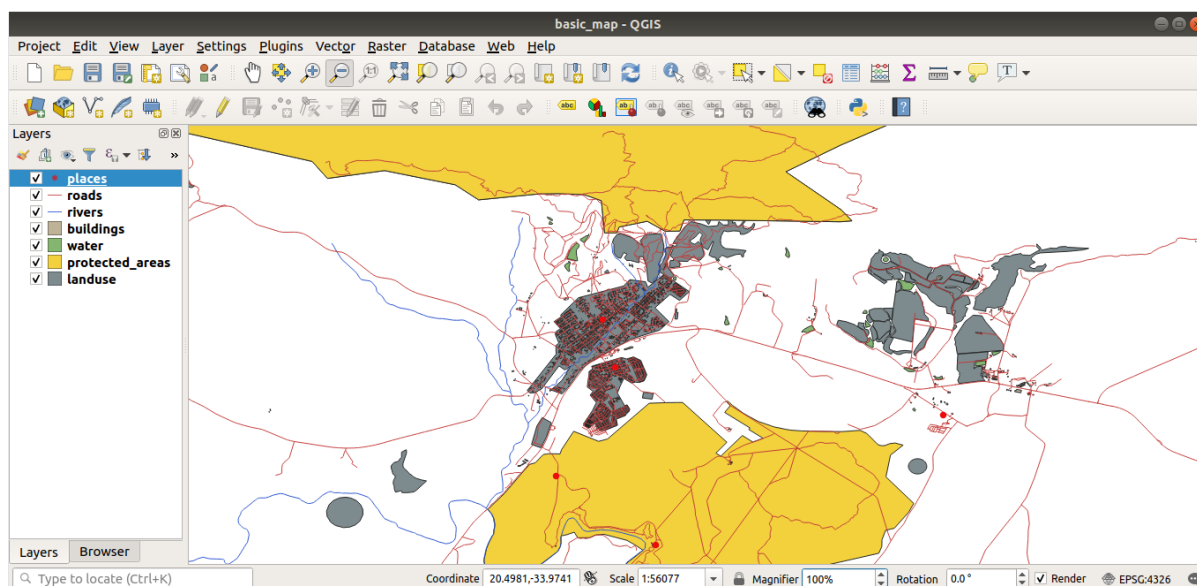 basic_map - QGIS
Project Edit View Layer Settings Plugins Vector Raster Database Web Help
Layers
places
roads
rivers
buildings
water
protected_areas
landuse
Layers Browser
Type to locate (Ctrl+K) Coordinate 20.4981,-33.9741 Scale 1:56077 Magnifier 100% Rotation 0.0 ° Render EPSG:4326